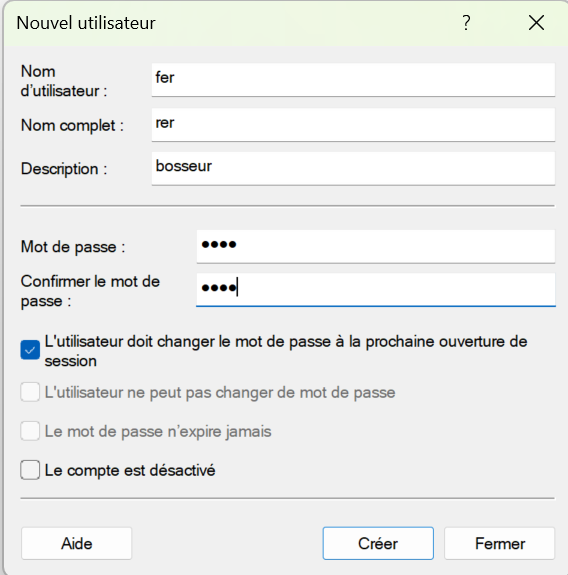 Nouvel utilisateur ?
Nom
d'utilisateur :
fer
Nom complet :
rer
Description :
bosseur
Mot de passe :
••••
Confirmer le mot de
passe :
••••
L'utilisateur doit changer le mot de passe à la prochaine ouverture de
session
L'utilisateur ne peut pas changer de mot de passe
Le mot de passe n'expire jamais
Le compte est désactivé
Aide
Créer
Fermer